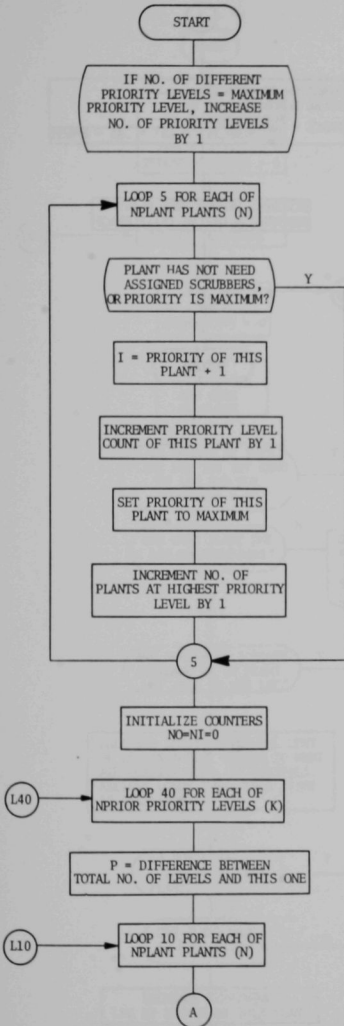 START
IF NO. OF DIFFERENT
PRIORITY LEVELS = MAXIMUM
PRIORITY LEVEL, INCREASE
NO. OF PRIORITY LEVELS
BY 1
LOOP 5 FOR EACH OF
NPLANT PLANTS (N)
PLANT HAS NOT NEED
ASSIGNED SCRUBBERS,
OR PRIORITY IS MAXIMUM?
Y
I = PRIORITY OF THIS
PLANT + 1
INCREMENT PRIORITY LEVEL
COUNT OF THIS PLANT BY 1
SET PRIORITY OF THIS
PLANT TO MAXIMUM
INCREMENT NO. OF
PLANTS AT HIGHEST PRIORITY
LEVEL BY 1
5
INITIALIZE COUNTERS
NO=NI=0
L40
LOOP 40 FOR EACH OF
NPRIOR PRIORITY LEVELS (K)
P = DIFFERENCE BETWEEN
TOTAL NO. OF LEVELS AND THIS ONE
L10
LOOP 10 FOR EACH OF
NPLANT PLANTS (N)
A